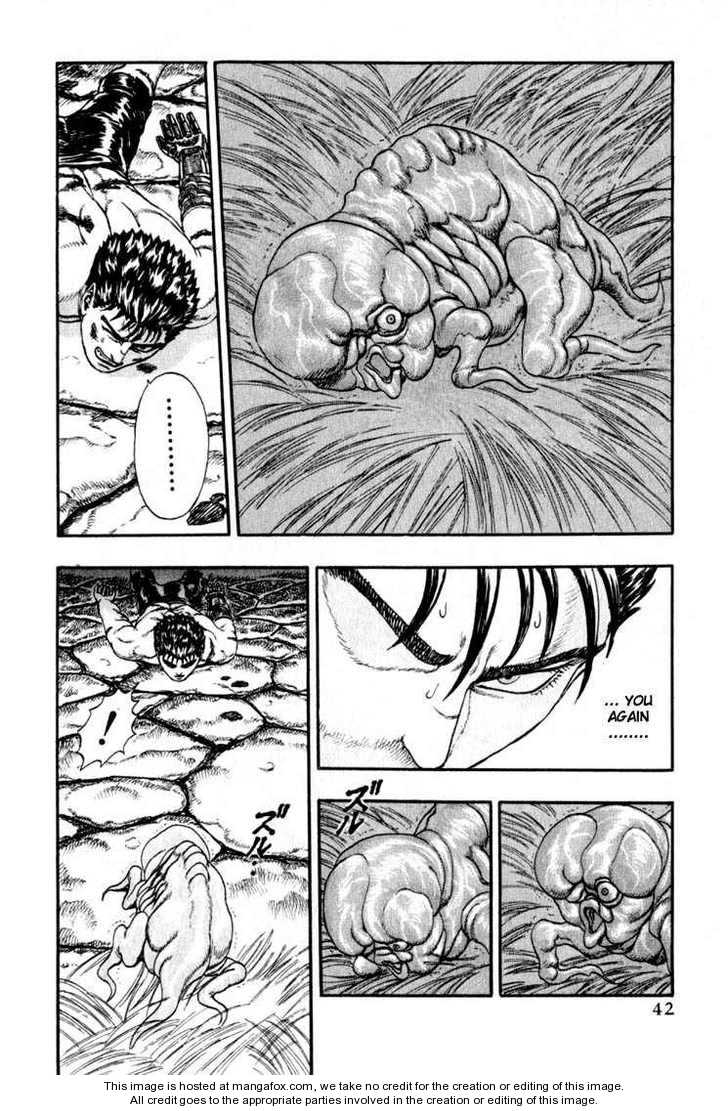 .........
... YOU
AGAIN
........
!
ズル
ズル...
42
This image is hosted at mangafox.com, we take no credit for the creation or editing of this image.
All credit goes to the appropriate parties involved in the creation or editing of this image.